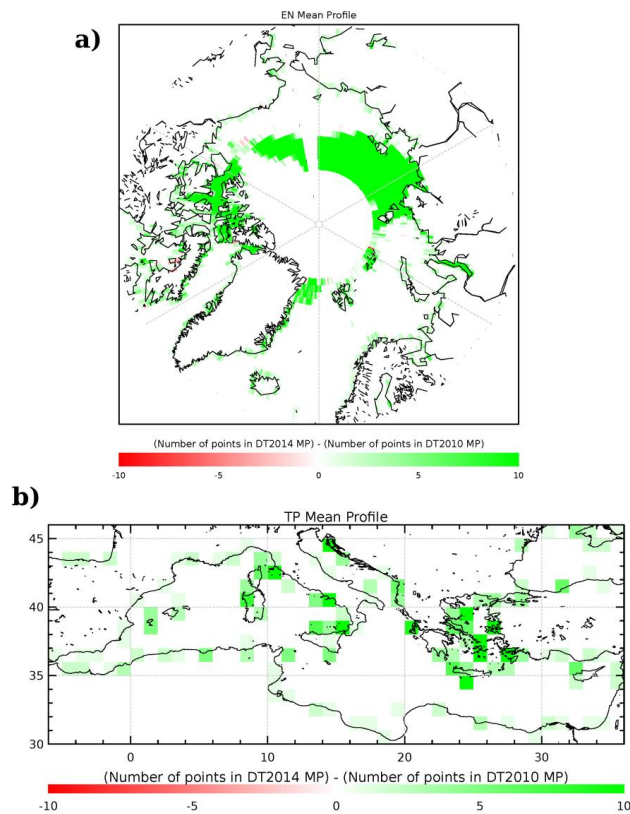 EN Mean Profile
a)
(Number of points in DT2014 MP) - (Number of points in DT2010 MP)
-10 -5 0 5 10
b)
TP Mean Profile
45
40
35
30
0 10 20 30
(Number of points in DT2014 MP) - (Number of points in DT2010 MP)
-10 -5 0 5 10